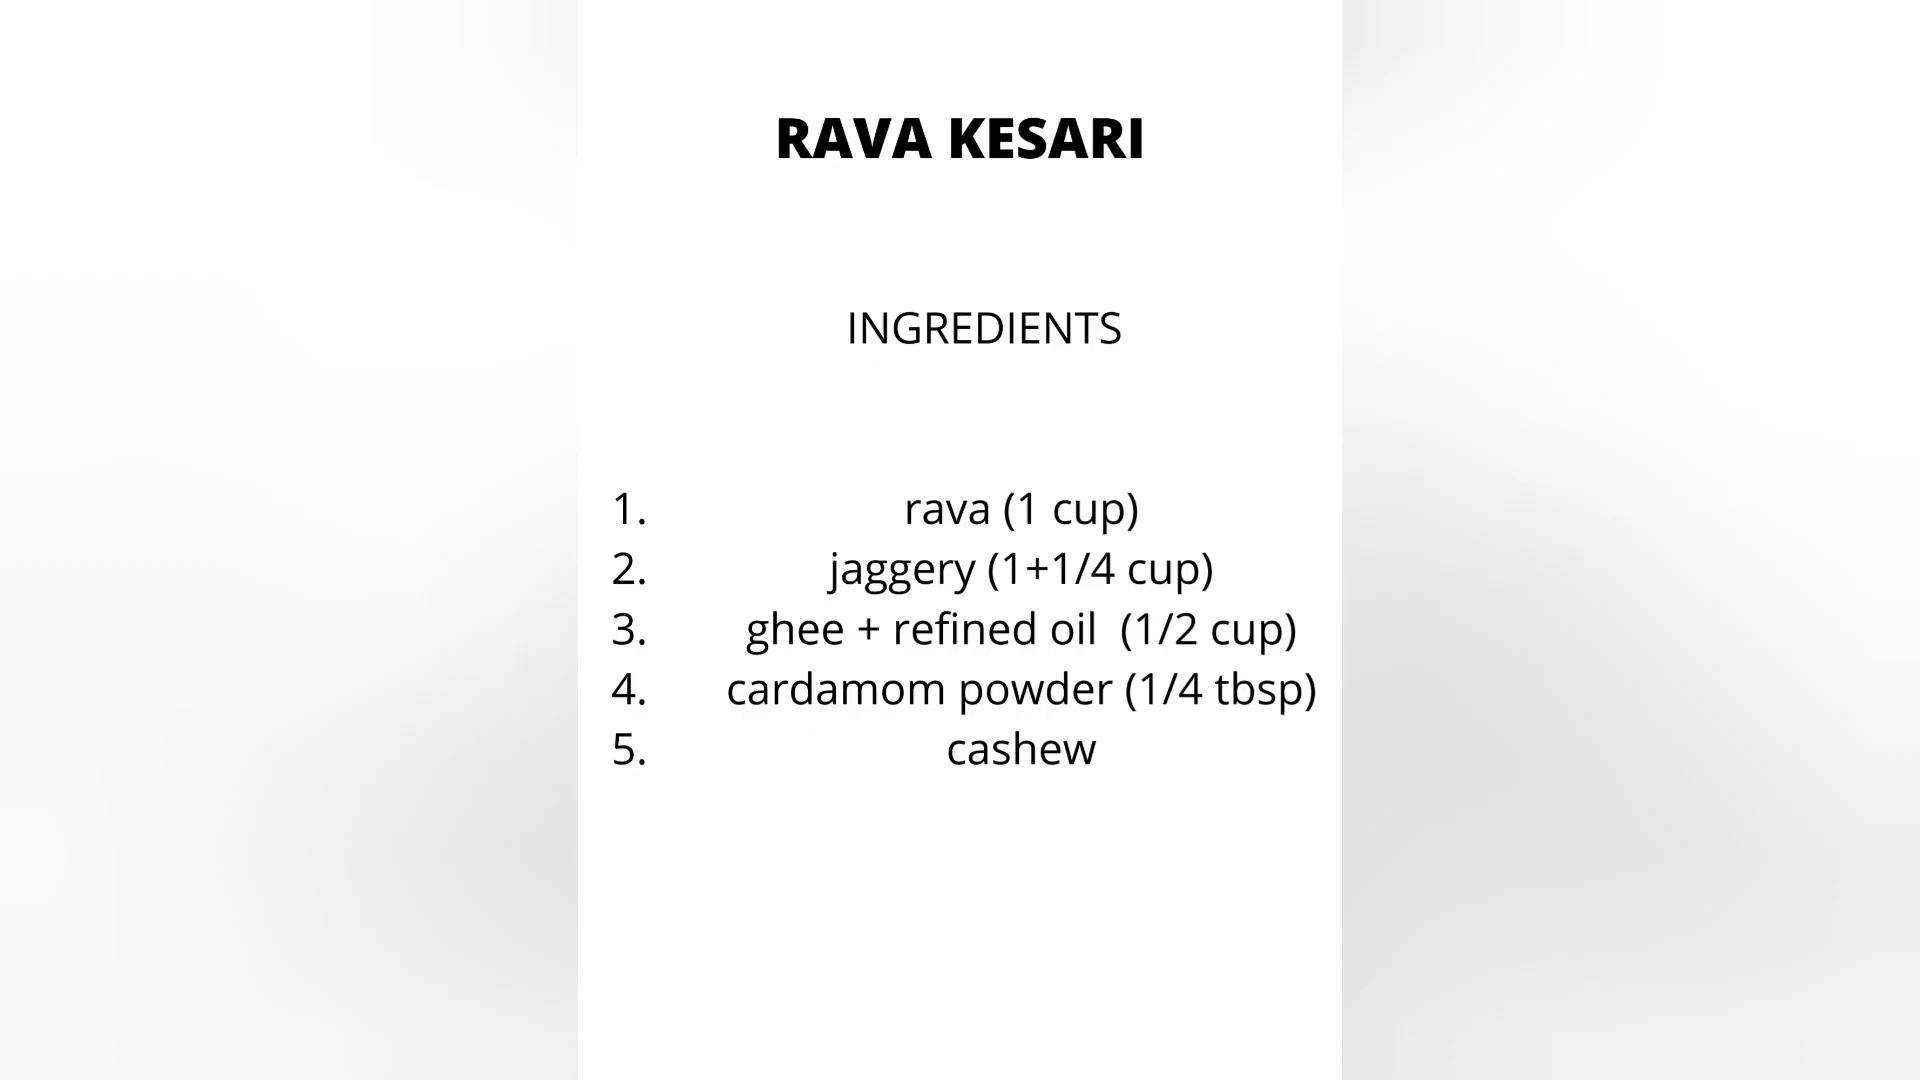 RAVA KESARI
INGREDIENTS
1. rava (1 cup)
2. jaggery (1+1/4 cup)
3. ghee + refined oil  (1/2 cup)
4. cardamom powder (1/4 tbsp)
5. cashew